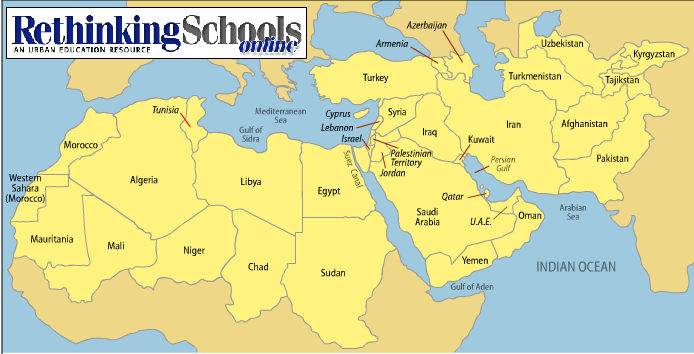 RethinkingSchools
online
AN URBAN EDUCATION RESOURCE
Azerbaijan
Armenia
Uzbekistan
Kyrgyzstan
Turkey
Turkmenistan
Tajikistan
Tunisia
Mediterranean
Sea
Cyprus
Syria
Lebanon
Gulf of
Sidra
Israel
Iraq
Iran
Afghanistan
Morocco
Kuwait
Palestinian
Territory
Jordan
Suez Canal
Persian
Gulf
Pakistan
Western
Sahara
(Morocco)
Algeria
Libya
Egypt
Qatar
Saudi
Arabia
U.A.E.
Oman
Arabian
Sea
Mauritania
Mali
Niger
Chad
Sudan
Yemen
INDIAN OCEAN
Gulf of Aden